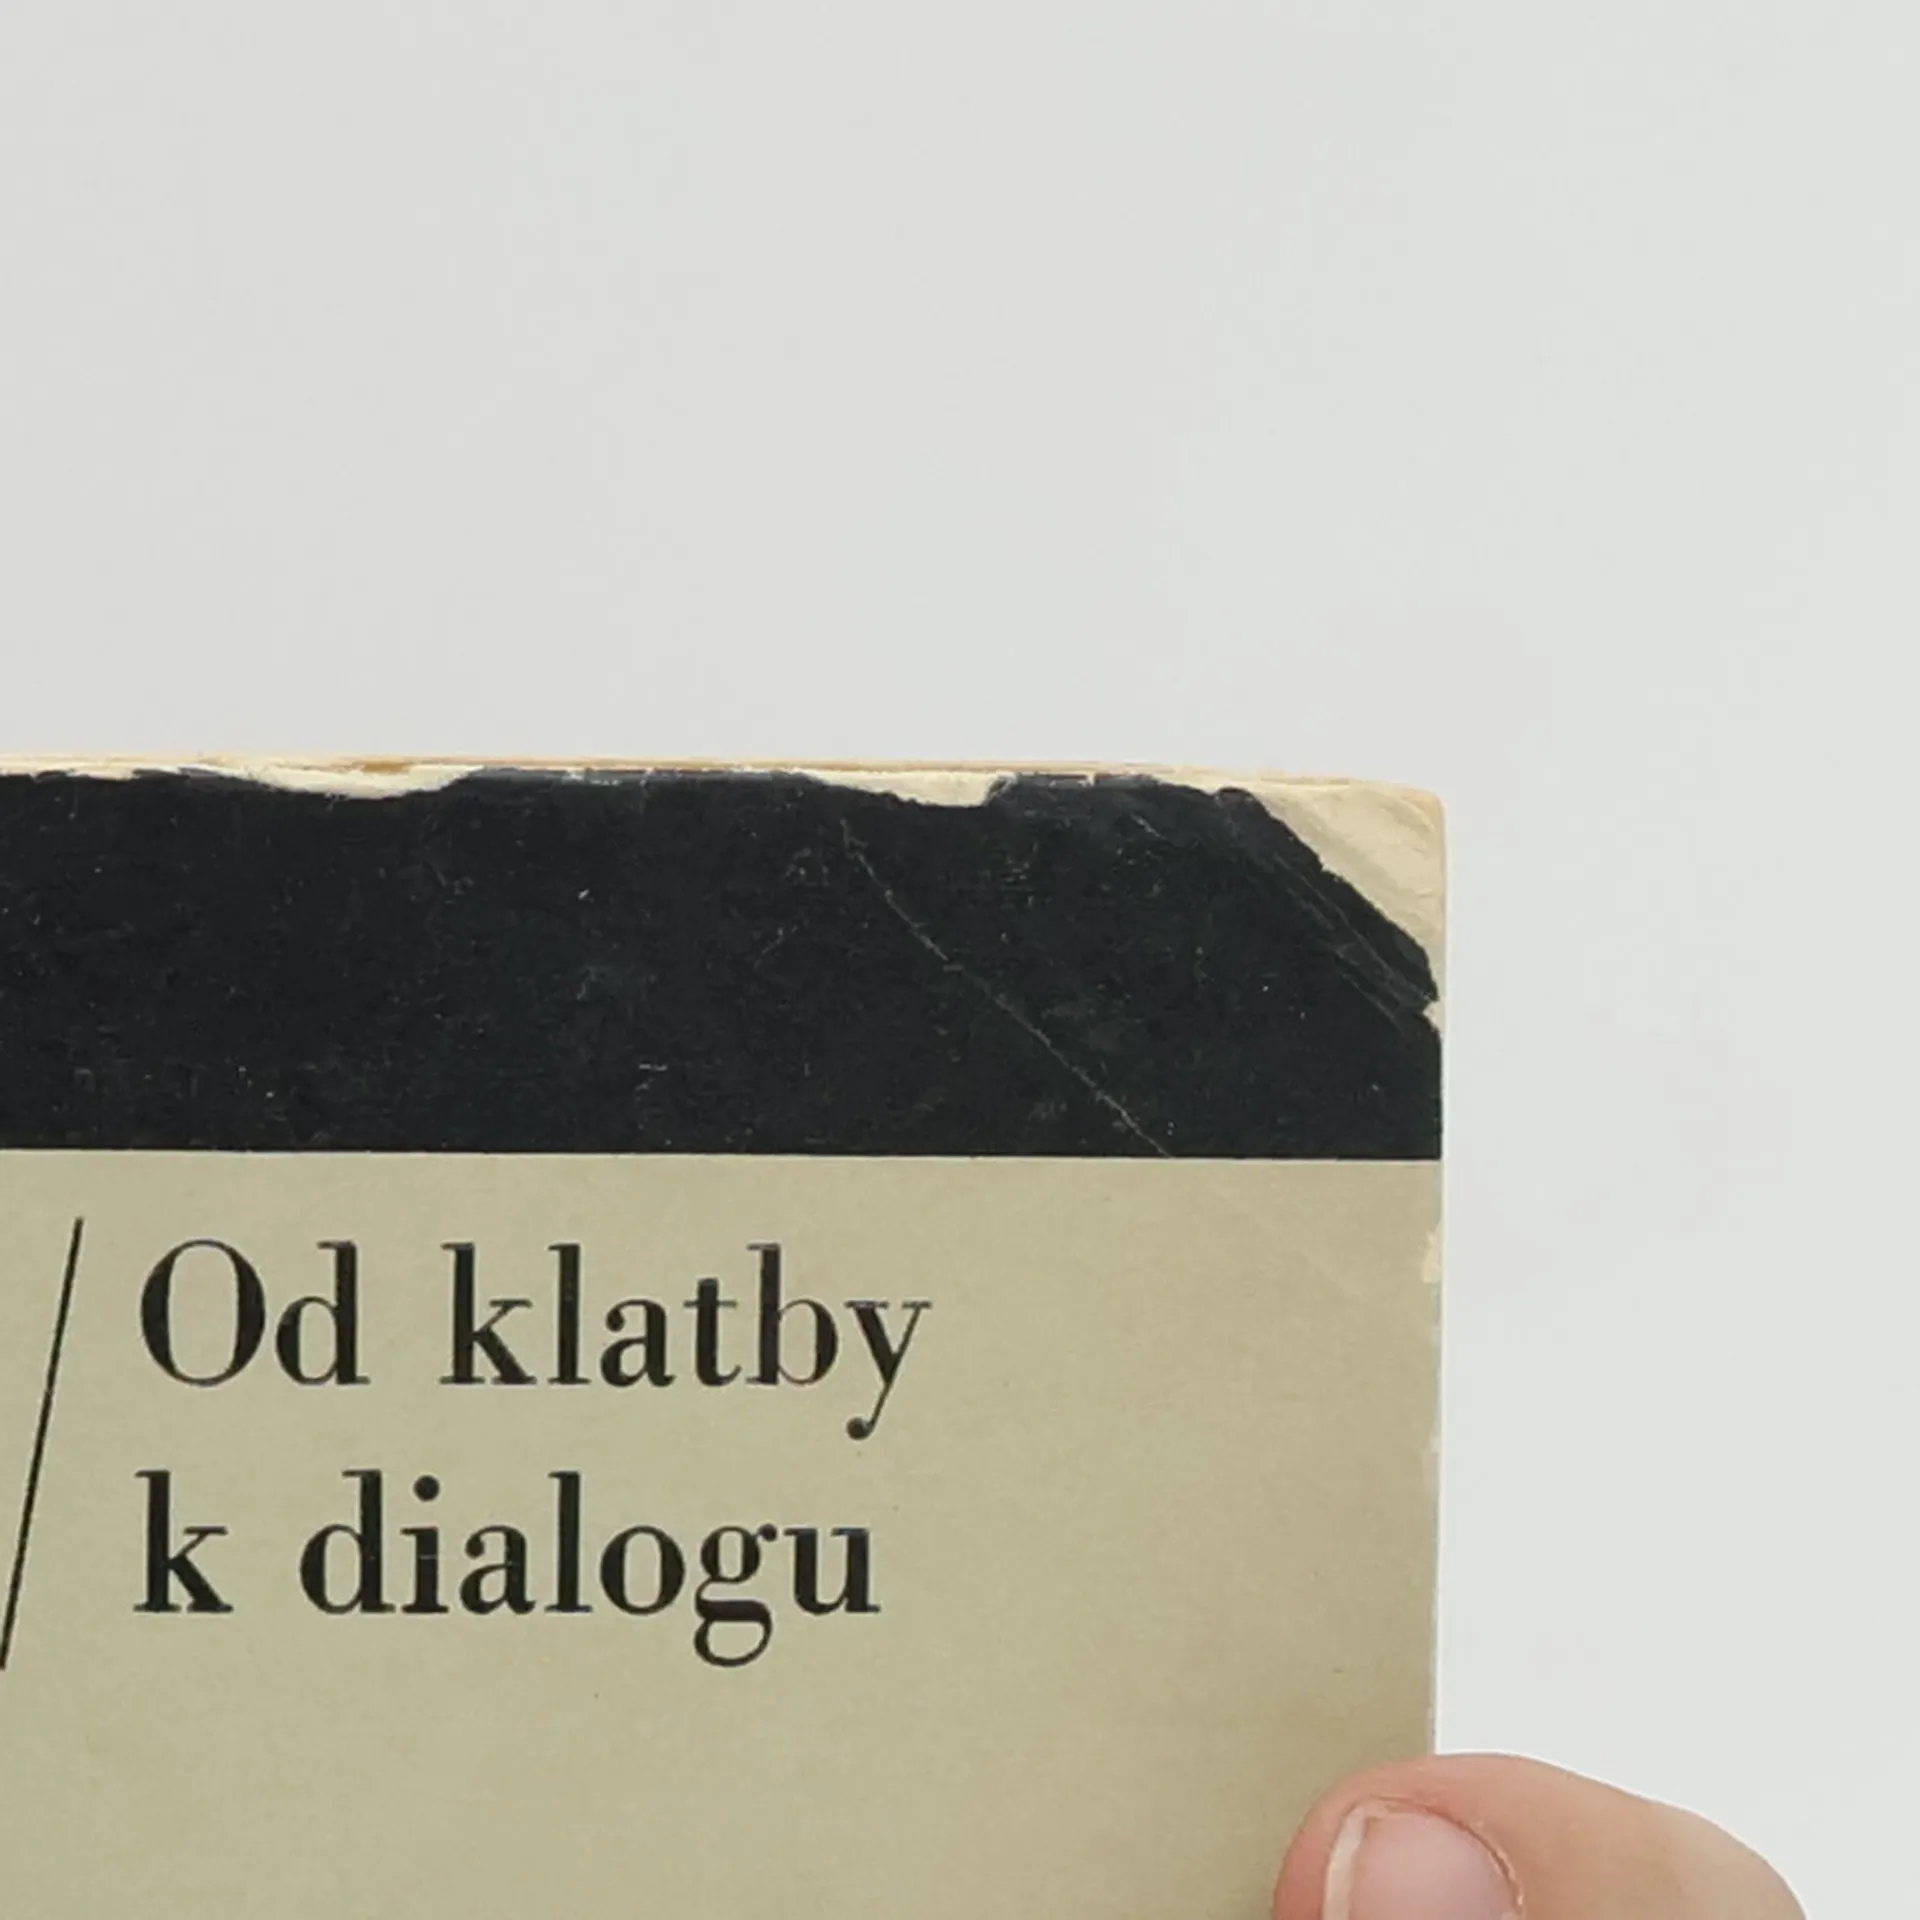 Od klatby
k dialogu